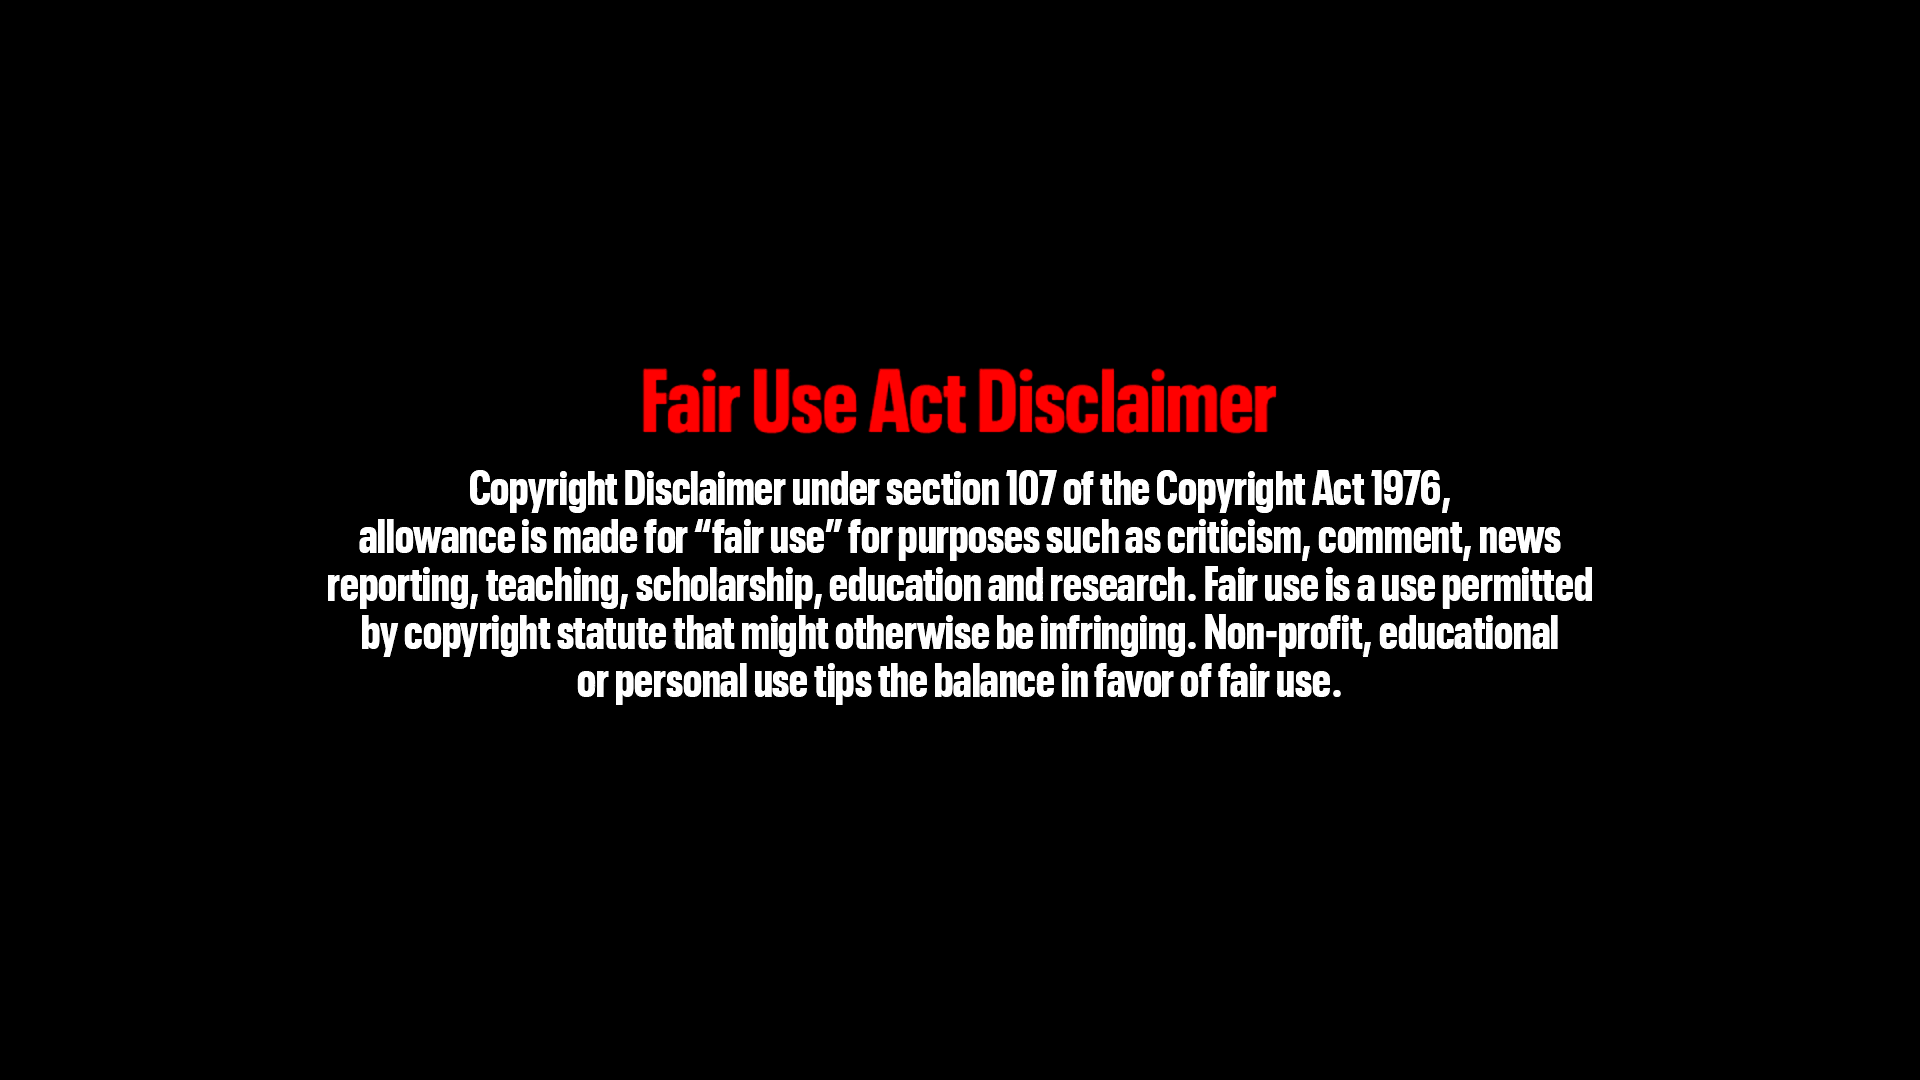 Fair Use Act Disclaimer
Copyright Disclaimer under section 107 of the Copyright Act 1976,
allowance is made for “fair use” for purposes such as criticism, comment, news
reporting, teaching, scholarship, education and research. Fair use is a use permitted
by copyright statute that might otherwise be infringing. Non-profit, educational
or personal use tips the balance in favor of fair use.